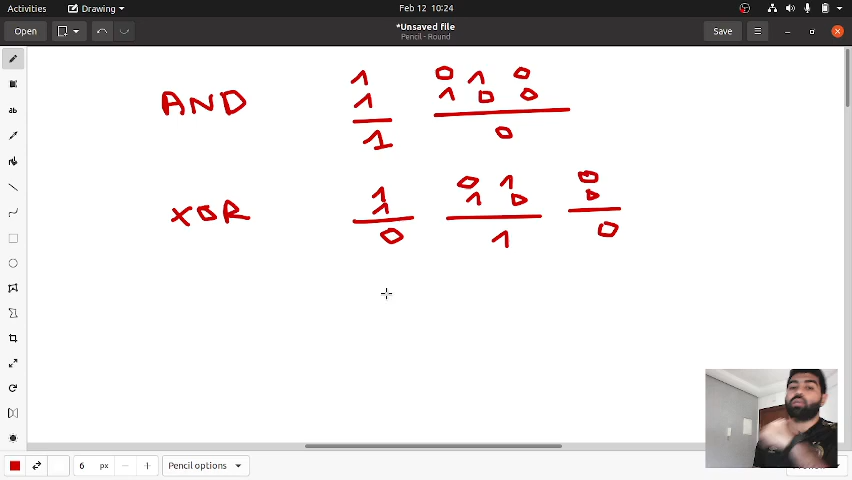 Activities Drawing Feb 12 10:24
Open *Unsaved file Save
Pencil - Round
1 0 1 0
AND 1 1 0 0
1 0
1 0 1 0
XOR 1 1 0 0
0 1 0
6 px Pencil options